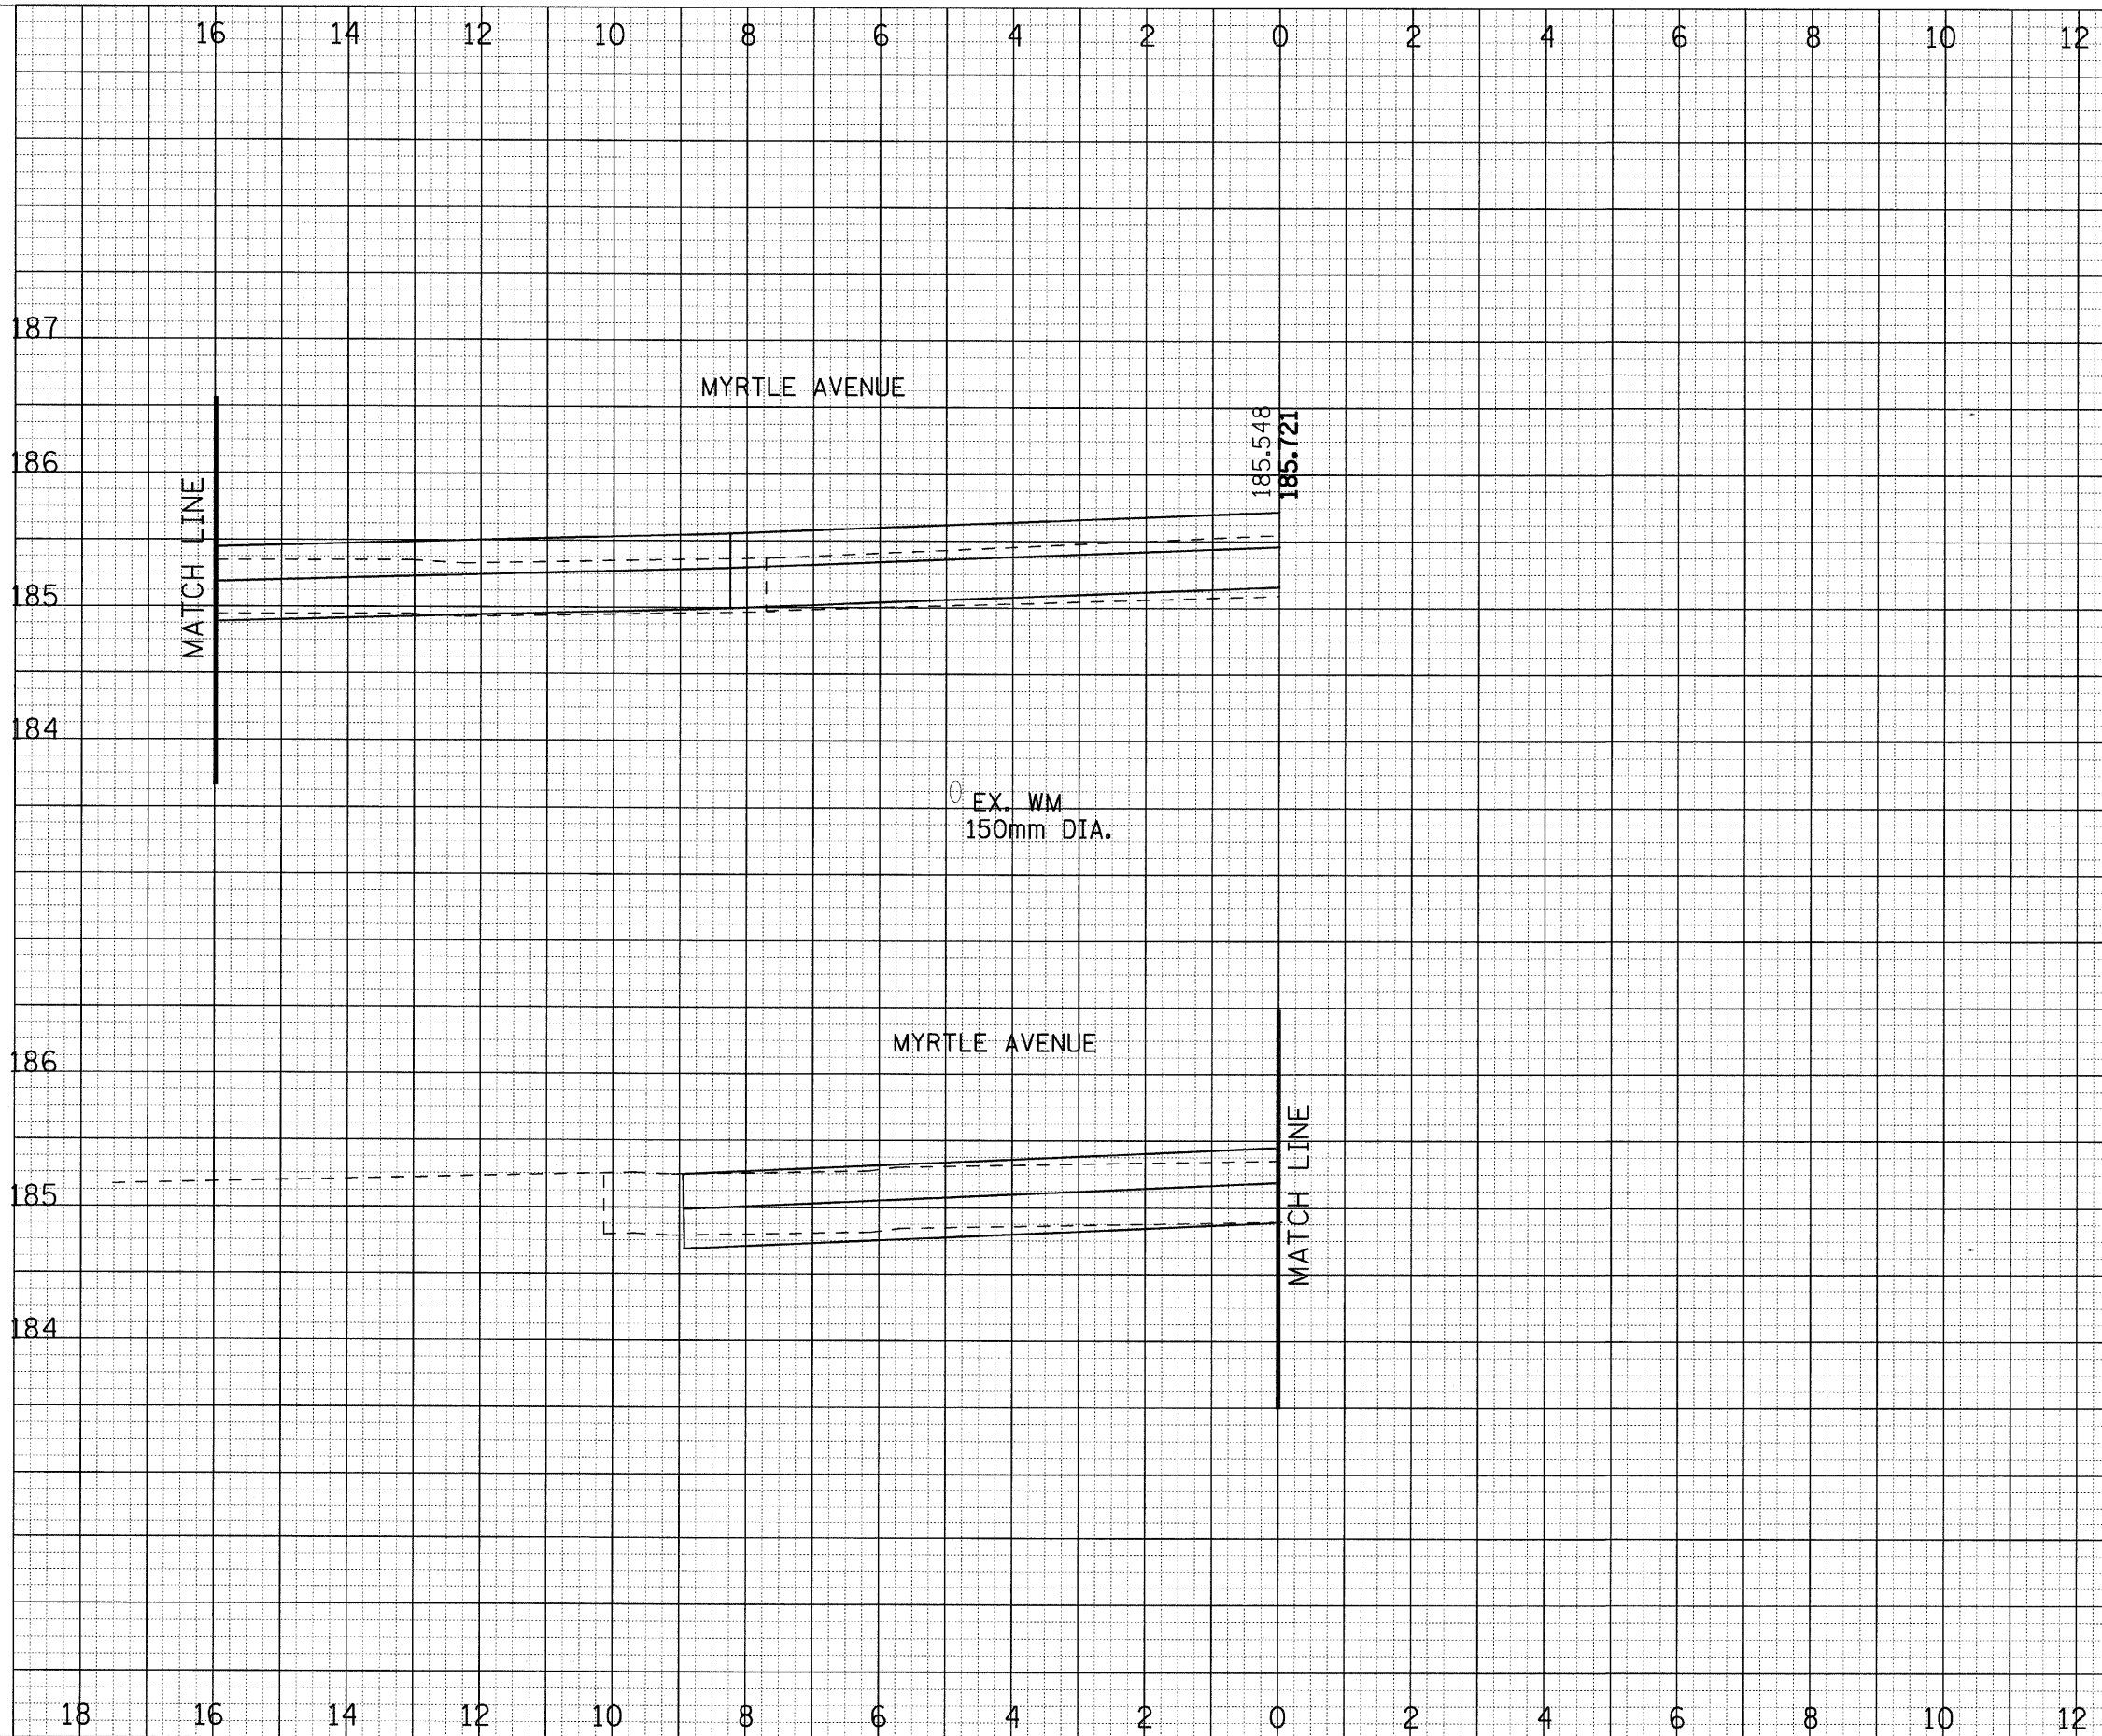 16 14 12 10 8 6 4 2 0 2 4 6 8 10 12
187
MYRTLE AVENUE
185.548
185.721
186
MATCH LINE
185
184
EX. WM
150mm DIA.
MYRTLE AVENUE
186
MATCH LINE
185
184
18 16 14 12 10 8 6 4 2 0 2 4 6 8 10 12